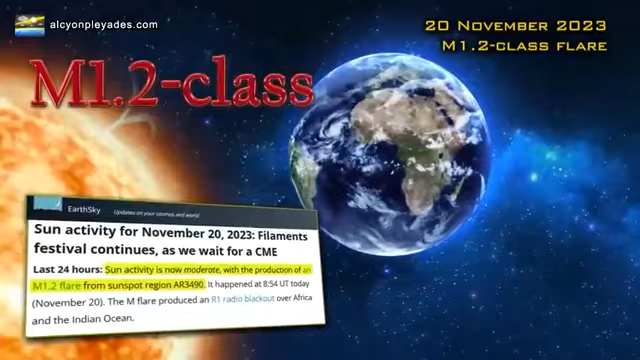 alcyonpleyades.com
20 November 2023
M1.2-class flare
M1.2-class
EarthSky Updates on your cosmos and world
Sun activity for November 20, 2023: Filaments
festival continues, as we wait for a CME
Last 24 hours: Sun activity is now moderate, with the production of an
M1.2 flare from sunspot region AR3490. It happened at 8:54 UT today
(November 20). The M flare produced an R1 radio blackout over Africa
and the Indian Ocean.